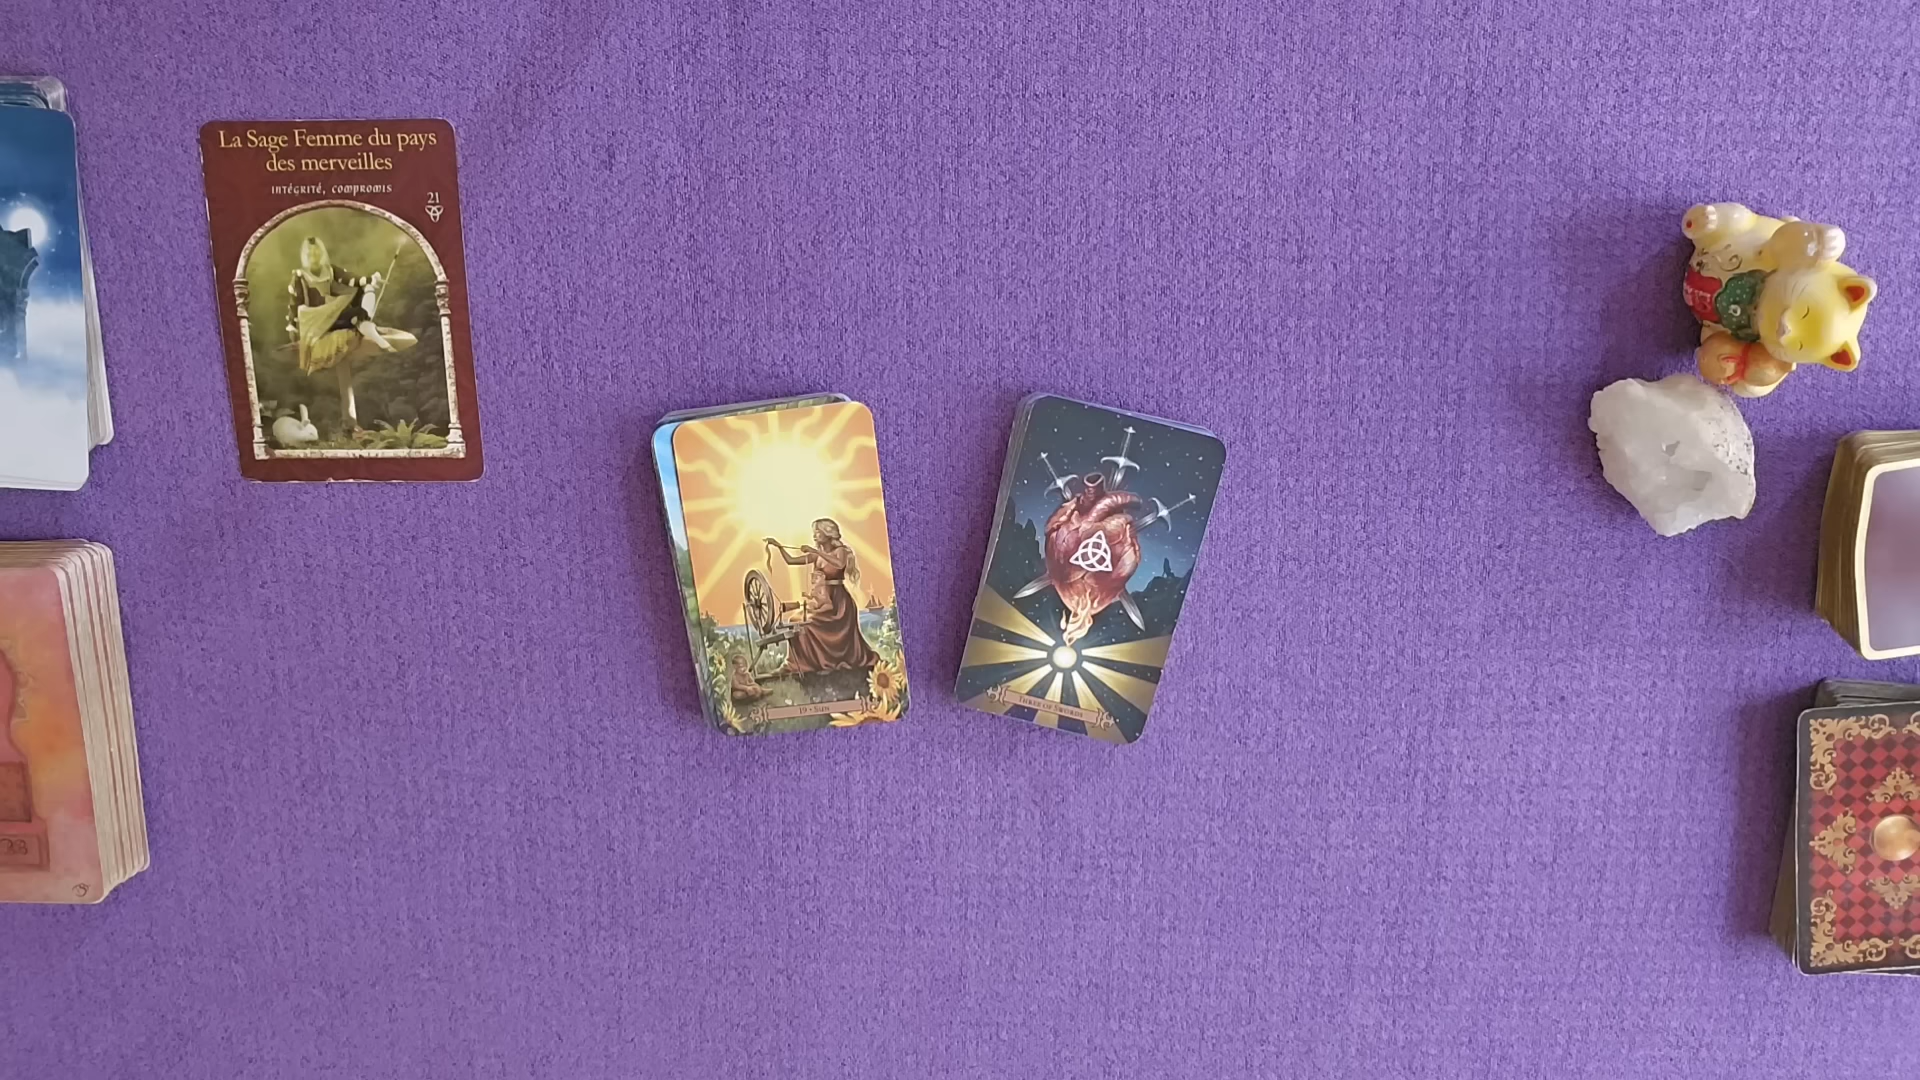 La Sage Femme du pays
des merveilles
intégrité, compromis
21
19 • Sun
Three of Swords